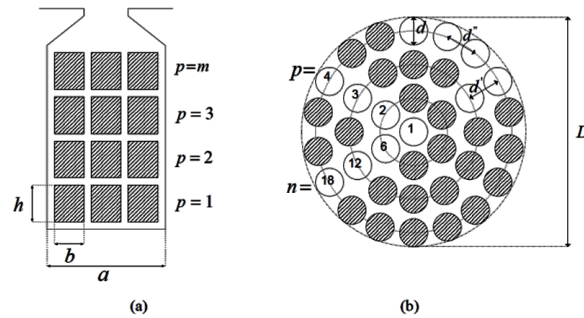 p=m
p = 3
p = 2
p = 1
h
b
a
(a)
d
d"
d'
p=
4
3
2
1
6
12
18
n=
D
(b)